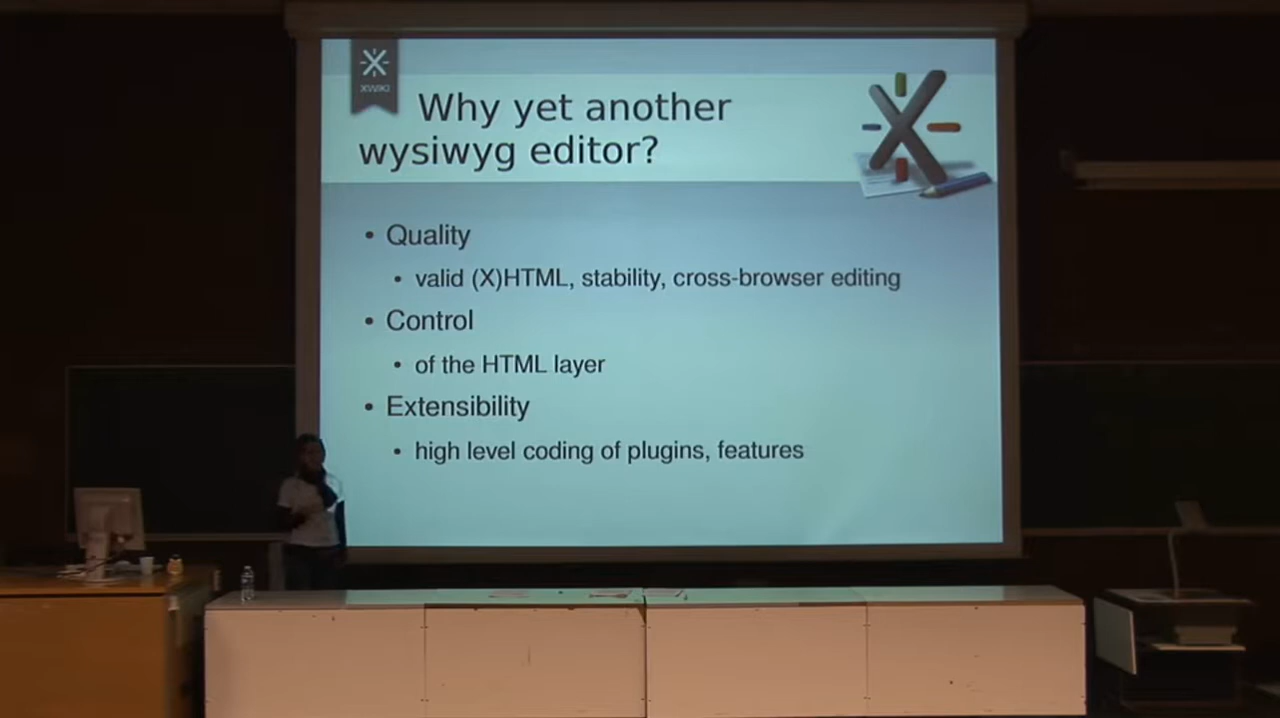 XWIKI
Why yet another
wysiwyg editor?
• Quality
• valid (X)HTML, stability, cross-browser editing
• Control
• of the HTML layer
• Extensibility
• high level coding of plugins, features